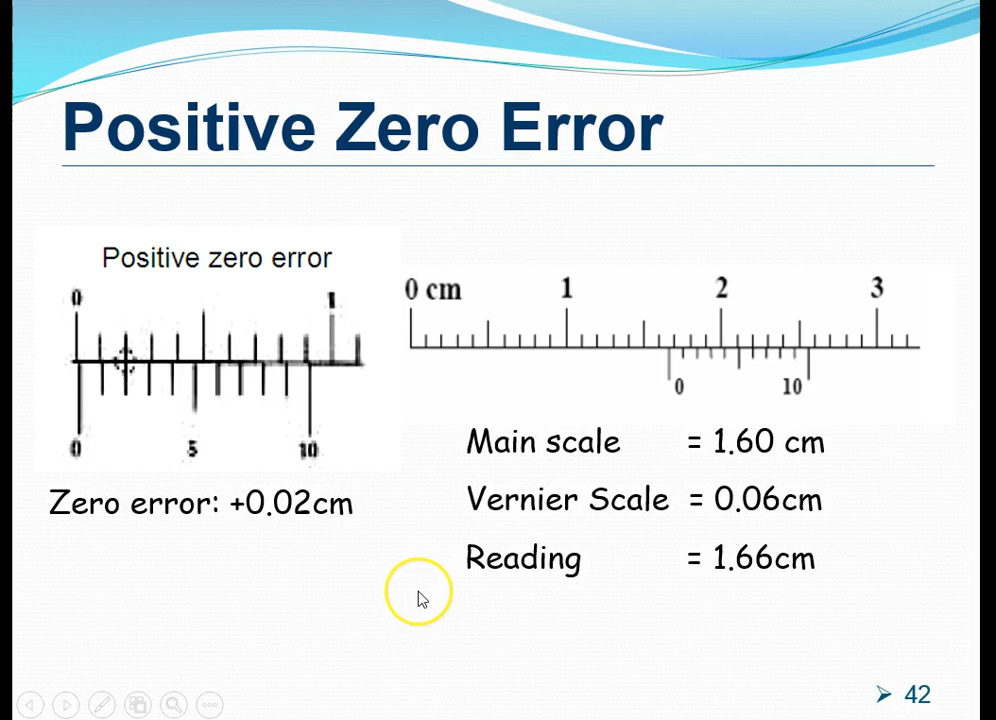 Positive Zero Error
Positive zero error
0 1
0 5 10
Zero error: +0.02cm
0 cm 1 2 3
0 10
Main scale = 1.60 cm
Vernier Scale = 0.06cm
Reading = 1.66cm
42